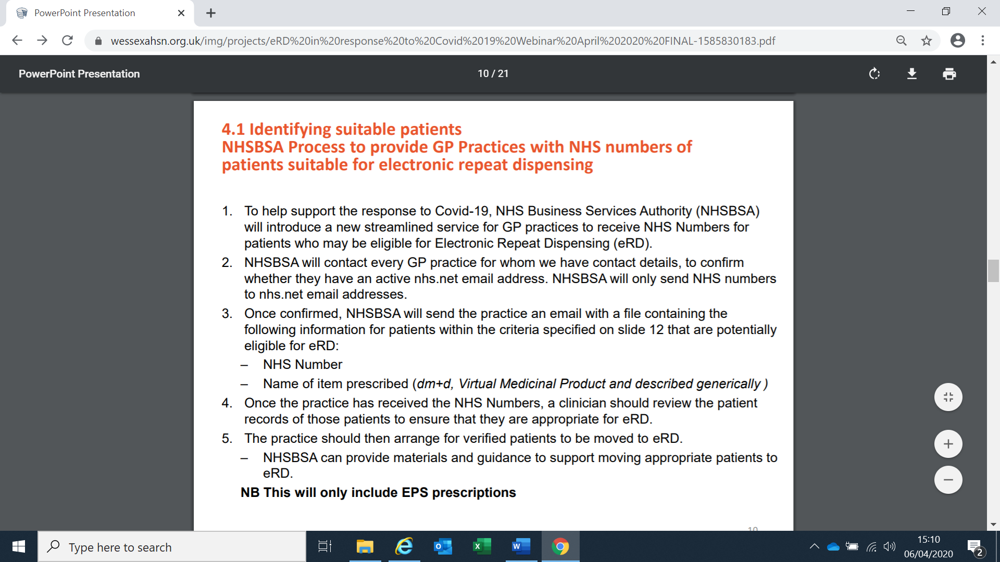 PowerPoint Presentation
wessexahsn.org.uk/img/projects/eRD%20in%20response%20to%20Covid%2019%20Webinar%20April%202020%20FINAL-1585830183.pdf
PowerPoint Presentation
10 / 21
4.1 Identifying suitable patients
NHSBSA Process to provide GP Practices with NHS numbers of
patients suitable for electronic repeat dispensing
1. To help support the response to Covid-19, NHS Business Services Authority (NHSBSA)
will introduce a new streamlined service for GP practices to receive NHS Numbers for
patients who may be eligible for Electronic Repeat Dispensing (eRD).
2. NHSBSA will contact every GP practice for whom we have contact details, to confirm
whether they have an active nhs.net email address. NHSBSA will only send NHS numbers
to nhs.net email addresses.
3. Once confirmed, NHSBSA will send the practice an email with a file containing the
following information for patients within the criteria specified on slide 12 that are potentially
eligible for eRD:
– NHS Number
– Name of item prescribed (dm+d, Virtual Medicinal Product and described generically )
4. Once the practice has received the NHS Numbers, a clinician should review the patient
records of those patients to ensure that they are appropriate for eRD.
5. The practice should then arrange for verified patients to be moved to eRD.
– NHSBSA can provide materials and guidance to support moving appropriate patients to
eRD.
NB This will only include EPS prescriptions
10
Type here to search
15:10
06/04/2020
2